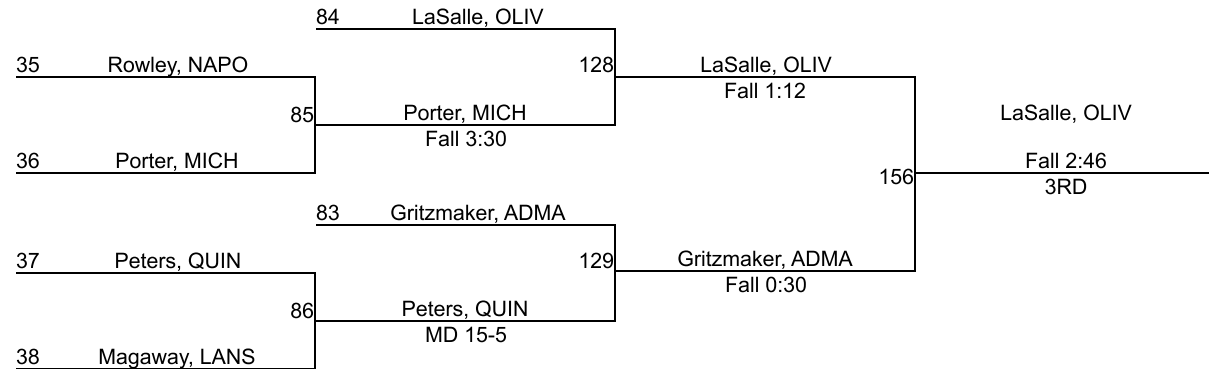 84 LaSalle, OLIV
35 Rowley, NAPO
128 LaSalle, OLIV
Fall 1:12
85 Porter, MICH
Fall 3:30
LaSalle, OLIV
36 Porter, MICH
Fall 2:46
156
3RD
83 Gritzmaker, ADMA
37 Peters, QUIN
129 Gritzmaker, ADMA
Fall 0:30
86 Peters, QUIN
MD 15-5
38 Magaway, LANS